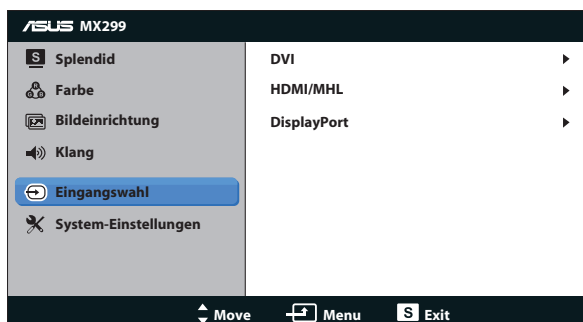 ASUS MX299
S Splendid
Farbe
Bildeinrichtung
Klang
Eingangswahl
System-Einstellungen
DVI
HDMI/MHL
DisplayPort
Move Menu S Exit